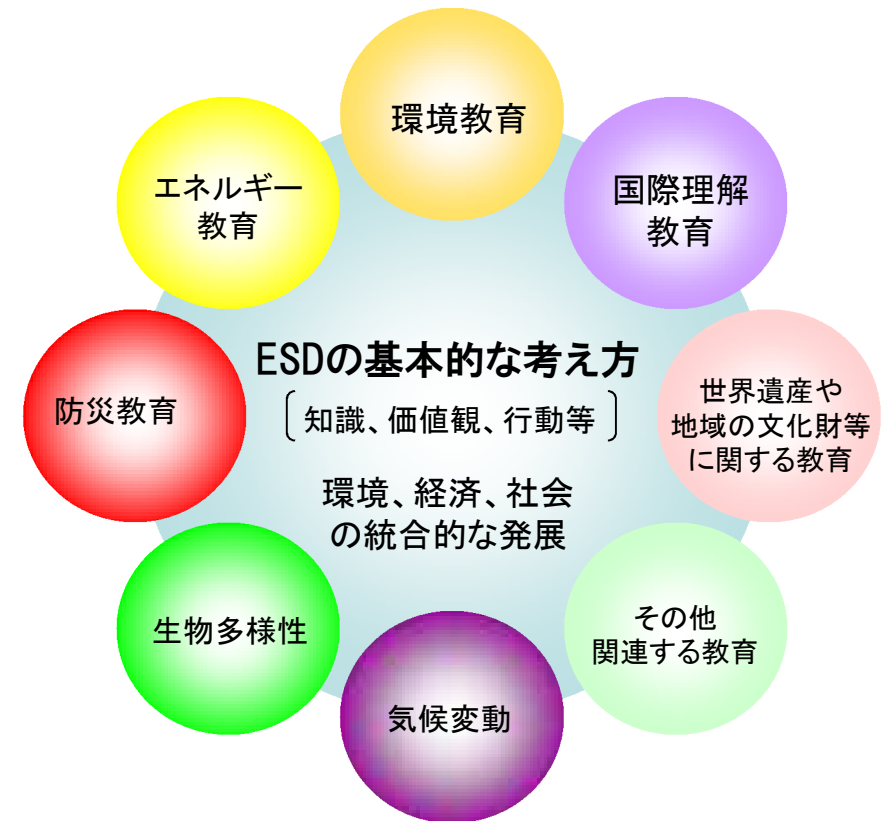 環境教育
国際理解
教育
世界遺産や
地域の文化財等
に関する教育
その他
関連する教育
気候変動
生物多様性
防災教育
エネルギー
教育
ESDの基本的な考え方
〔知識、価値観、行動等〕
環境、経済、社会
の統合的な発展